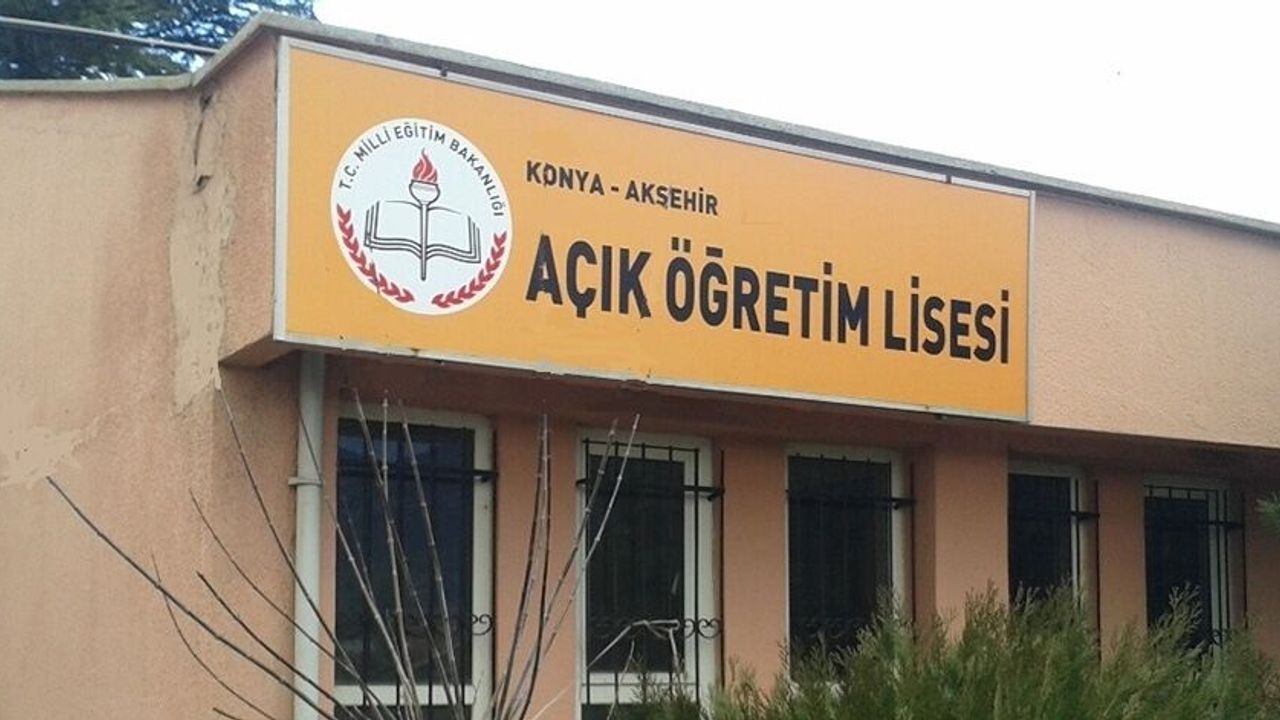 T.C. MİLLİ EĞİTİM BAKANLIĞI
KONYA - AKŞEHİR
AÇIK ÖĞRETİM LİSESİ